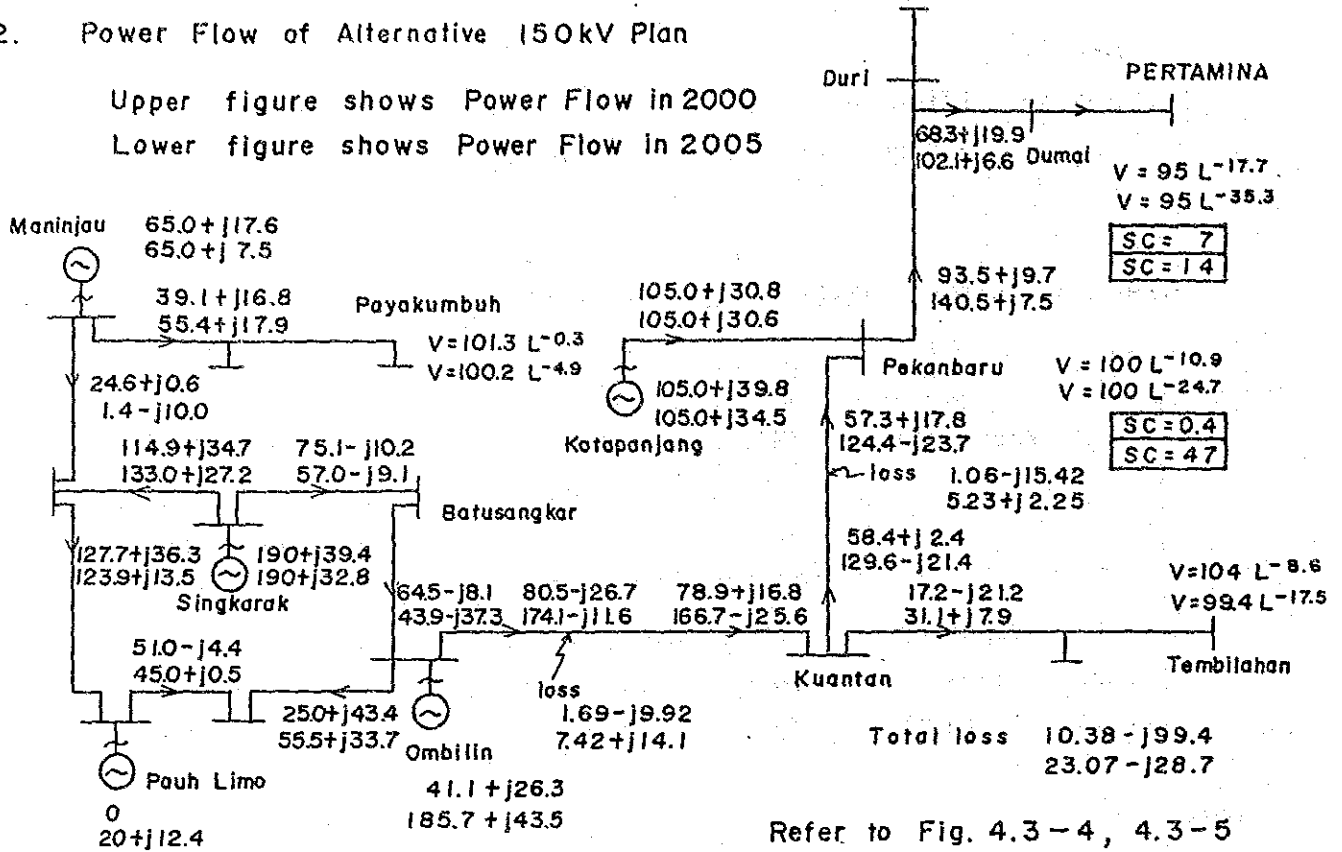 2. Power Flow of Alternative 150kV Plan
Upper figure shows Power Flow in 2000
Lower figure shows Power Flow in 2005
Duri
PERTAMINA
68.3+j19.9
102.1+j6.6
Dumai
V = 95 L-17.7
V = 95 L-35.3
SC = 7
SC = 14
Maninjau
65.0+j17.6
65.0+j 7.5
39.1+j16.8
55.4+j17.9
Payakumbuh
V=101.3 L-0.3
V=100.2 L-4.9
105.0+j30.8
105.0+j30.6
93.5+j9.7
140.5+j7.5
Pekanbaru
V = 100 L-10.9
V = 100 L-24.7
SC = 0.4
SC = 47
24.6+j0.6
1.4-j10.0
105.0+j39.8
105.0+j34.5
Kotapanjang
57.3+j17.8
124.4-j23.7
loss
1.06-j15.42
5.23+j2.25
114.9+j34.7
133.0+j27.2
75.1-j10.2
57.0-j9.1
Batusangkar
127.7+j36.3
123.9+j13.5
190+j39.4
190+j32.8
Singkarak
58.4+j2.4
129.6-j21.4
64.5-j8.1
43.9-j37.3
80.5-j26.7
174.1-j11.6
78.9+j16.8
166.7-j25.6
17.2-j21.2
31.1+j7.9
V=104 L-8.6
V=99.4 L-17.5
Kuantan
Tembilahan
51.0-j4.4
45.0+j0.5
25.0+j43.4
55.5+j33.7
loss
1.69-j9.92
7.42+j14.1
Ombilin
41.1+j26.3
185.7+j43.5
Pauh Limo
0
20+j12.4
Total loss 10.38-j99.4
23.07-j28.7
Refer to Fig. 4.3-4, 4.3-5